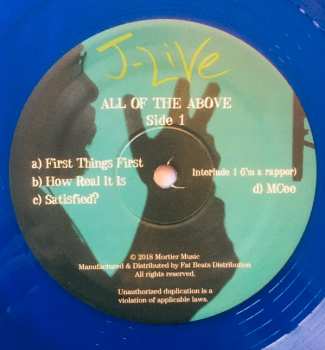 J-Live
ALL OF THE ABOVE
Side 1
a) First Things First
b) How Real It Is
c) Satisfied?
Interlude 1 (i'm a rapper)
d) MCee
© 2018 Mortier Music
Manufactured & Distributed by Fat Beats Distribution
All rights reserved.
Unauthorized duplication is a
violation of applicable laws.